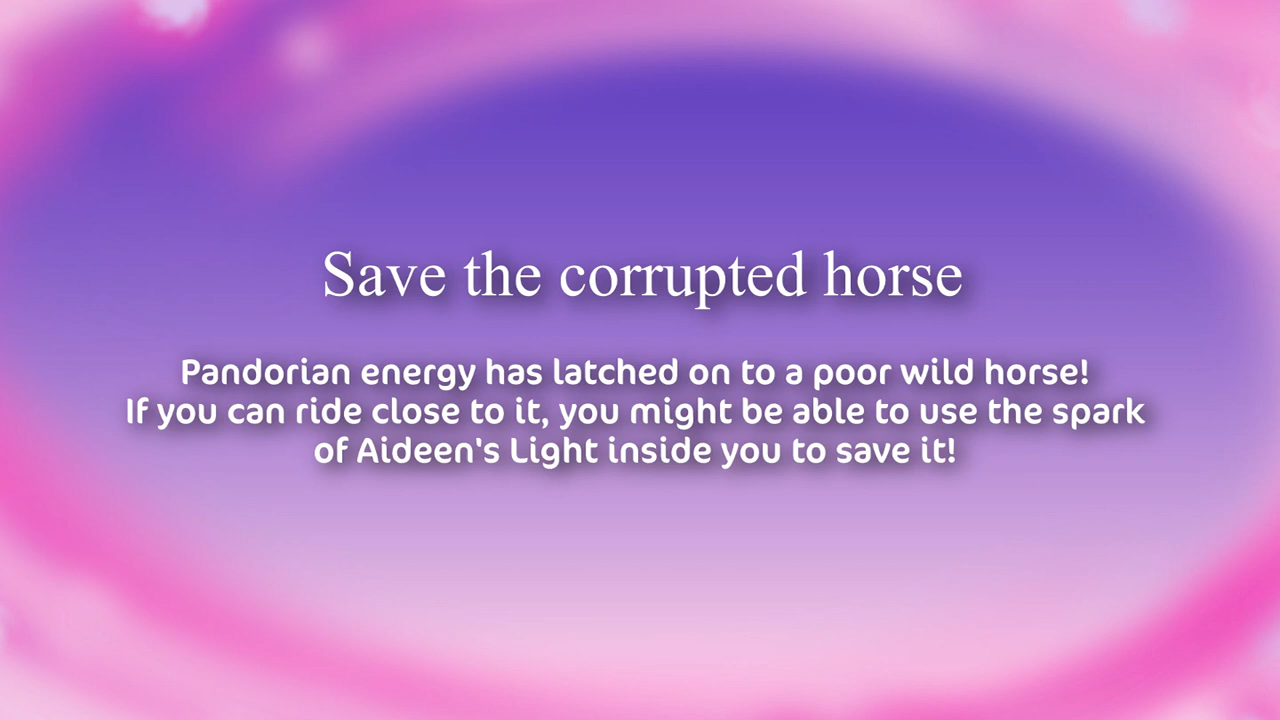 Save the corrupted horse
Pandorian energy has latched on to a poor wild horse!
If you can ride close to it, you might be able to use the spark
of Aideen's Light inside you to save it!